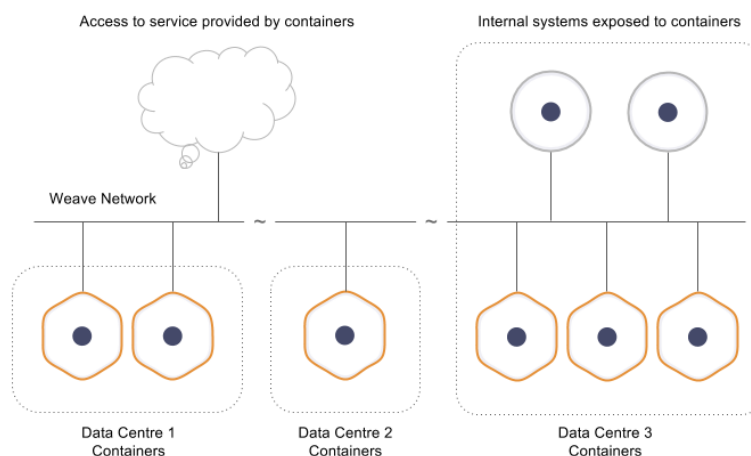 Access to service provided by containers
Internal systems exposed to containers
Weave Network
~
~
Data Centre 1
Containers
Data Centre 2
Containers
Data Centre 3
Containers